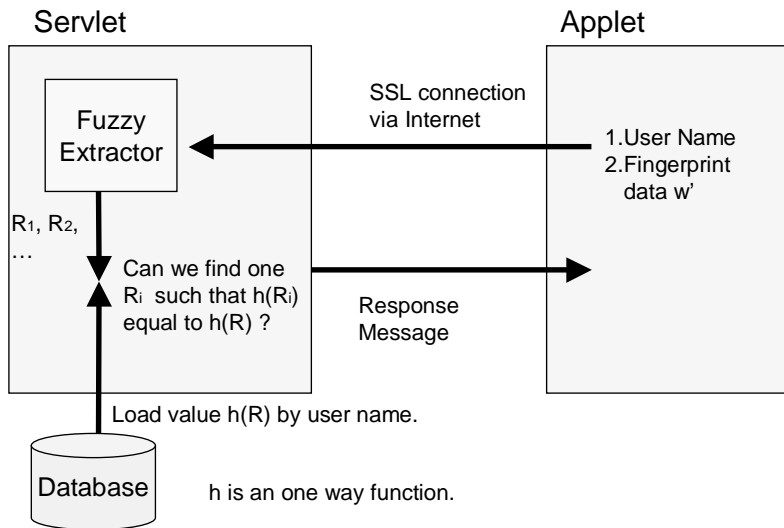 Servlet
Applet
Fuzzy
Extractor
SSL connection
via Internet
1.User Name
2.Fingerprint
data w’
R1, R2,
…
Can we find one
Ri such that h(Ri)
equal to h(R) ?
Response
Message
Load value h(R) by user name.
Database
h is an one way function.